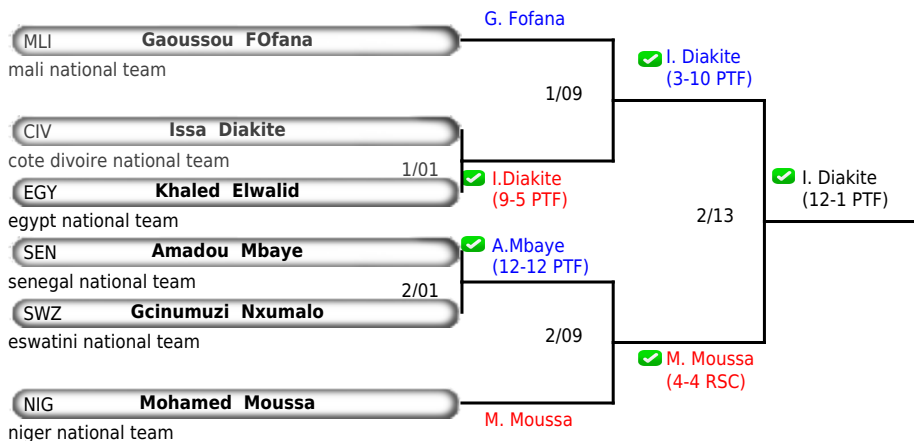 G. Fofana
MLI Gaoussou FOfana
mali national team
I. Diakite
(3-10 PTF)
1/09
CIV Issa Diakite
cote divoire national team
1/01
I.Diakite
(9-5 PTF)
I. Diakite
(12-1 PTF)
EGY Khaled Elwalid
egypt national team
2/13
SEN Amadou Mbaye
A.Mbaye
(12-12 PTF)
senegal national team
2/01
SWZ Gcinumuzi Nxumalo
eswatini national team
2/09
M. Moussa
(4-4 RSC)
NIG Mohamed Moussa
M. Moussa
niger national team